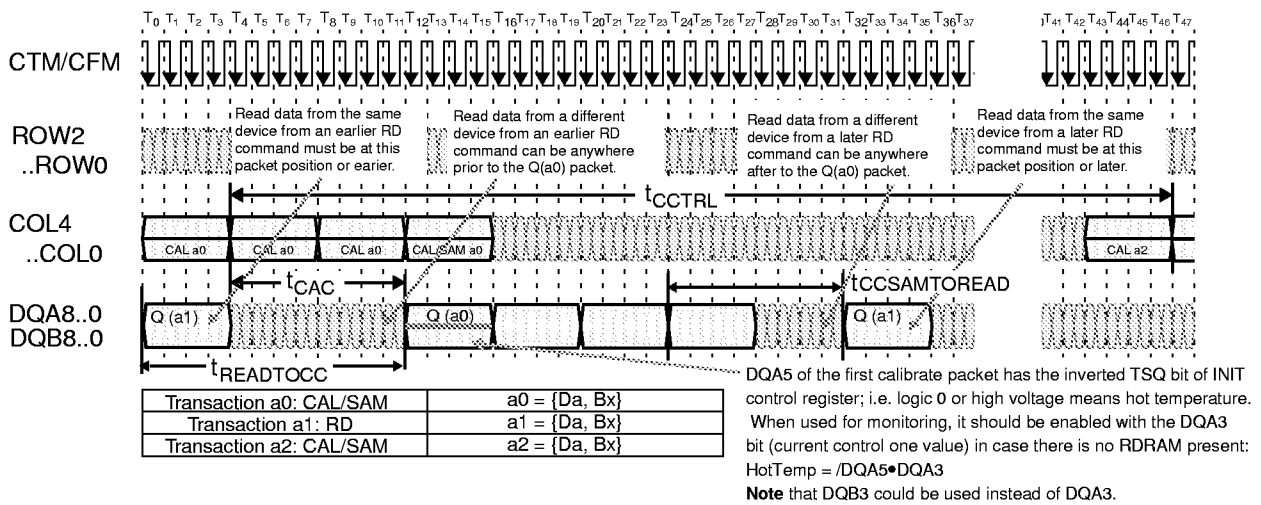 T0 T1 T2 T3 T4 T5 T6 T7 T8 T9 T10 T11 T12 T13 T14 T15 T16 T17 T18 T19 T20 T21 T22 T23 T24 T25 T26 T27 T28 T29 T30 T31 T32 T33 T34 T35 T36 T37 T41 T42 T43 T44 T45 T46 T47
CTM/CFM
ROW2
..ROW0
Read data from the same
device from an earlier RD
command must be at this
packet position or earier.
Read data from a different
device from an earlier RD
command can be anywhere
prior to the Q(a0) packet.
Read data from a different
device from a later RD
command can be anywhere
after to the Q(a0) packet.
Read data from the same
device from a later RD
command must be at this
packet position or later.
tCCTRL
COL4
..COL0
CAL a0
CAL a0
CAL a0
CAL/SAM a0
CAL a2
tCAC
tCCSAMTOREAD
DQA8..0
DQB8..0
Q (a1)
Q (a0)
Q (a1)
tREADTOCC
Transaction a0: CAL/SAM a0 = {Da, Bx}
Transaction a1: RD a1 = {Da, Bx}
Transaction a2: CAL/SAM a2 = {Da, Bx}
DQA5 of the first calibrate packet has the inverted TSQ bit of INIT
control register; i.e. logic 0 or high voltage means hot temperature.
When used for monitoring, it should be enabled with the DQA3
bit (current control one value) in case there is no RDRAM present:
HotTemp = /DQA5•DQA3
Note that DQB3 could be used instead of DQA3.